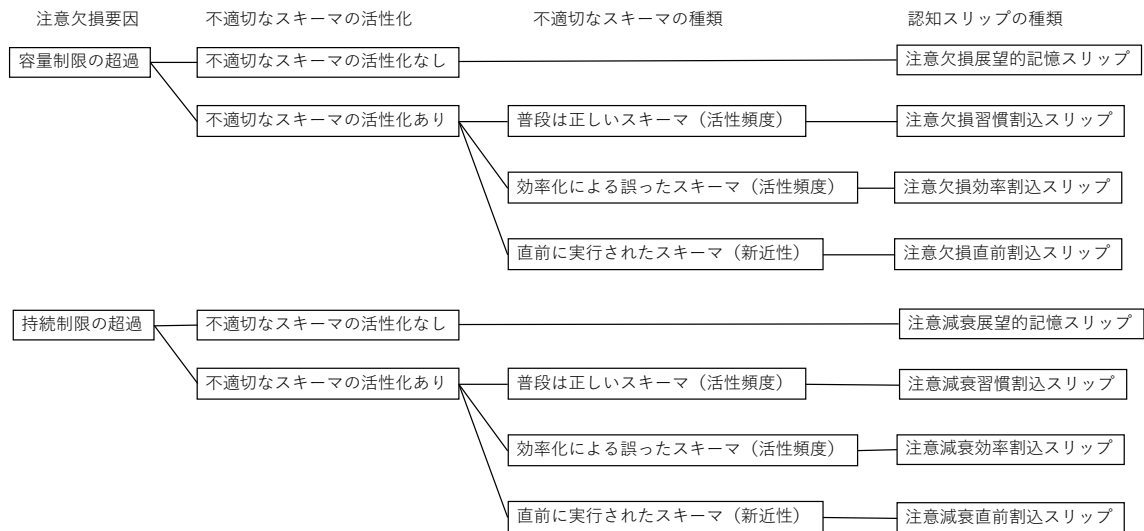 注意欠損要因 不適切なスキーマの活性化 不適切なスキーマの種類 認知スリップの種類
容量制限の超過 不適切なスキーマの活性化なし 注意欠損展望的記憶スリップ
不適切なスキーマの活性化あり 普段は正しいスキーマ（活性頻度） 注意欠損習慣割込スリップ
効率化による誤ったスキーマ（活性頻度） 注意欠損効率割込スリップ
直前に実行されたスキーマ（新近性） 注意欠損直前割込スリップ
持続制限の超過 不適切なスキーマの活性化なし 注意減衰展望的記憶スリップ
不適切なスキーマの活性化あり 普段は正しいスキーマ（活性頻度） 注意減衰習慣割込スリップ
効率化による誤ったスキーマ（活性頻度） 注意減衰効率割込スリップ
直前に実行されたスキーマ（新近性） 注意減衰直前割込スリップ